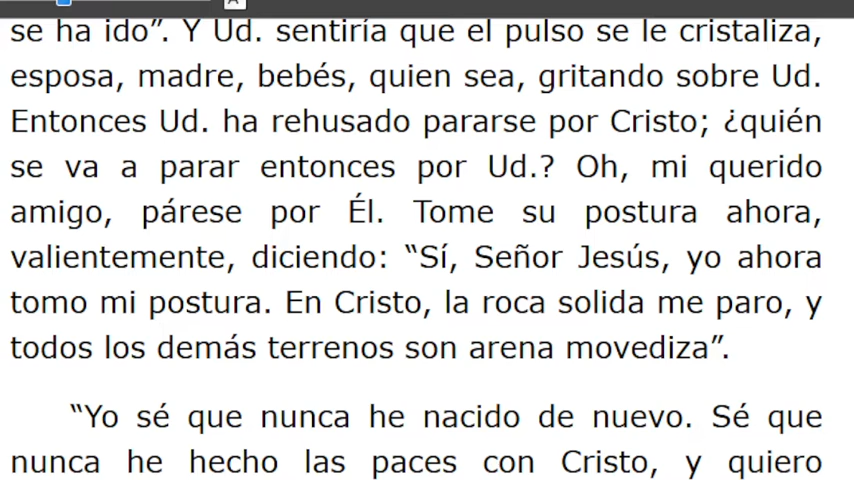 se ha ido”. Y Ud. sentiría que el pulso se le cristaliza,
esposa, madre, bebés, quien sea, gritando sobre Ud.
Entonces Ud. ha rehusado pararse por Cristo; ¿quién
se va a parar entonces por Ud.? Oh, mi querido
amigo, párese por Él. Tome su postura ahora,
valientemente, diciendo: “Sí, Señor Jesús, yo ahora
tomo mi postura. En Cristo, la roca solida me paro, y
todos los demás terrenos son arena movediza”.
“Yo sé que nunca he nacido de nuevo. Sé que
nunca he hecho las paces con Cristo, y quiero